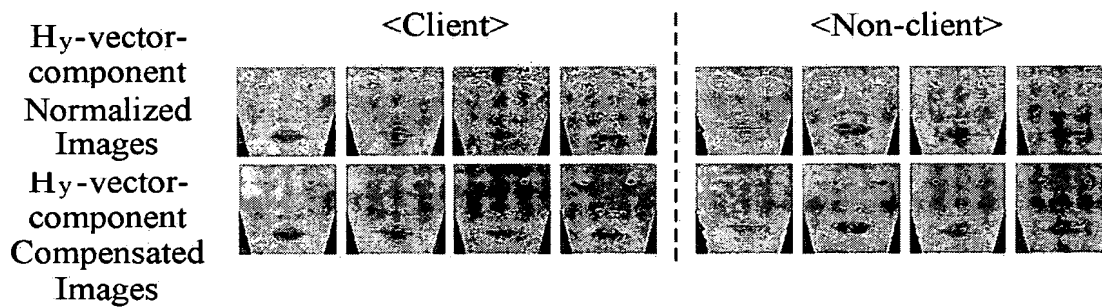 <Client>
<Non-client>
Hy-vector-
component
Normalized
Images
Hy-vector-
component
Compensated
Images